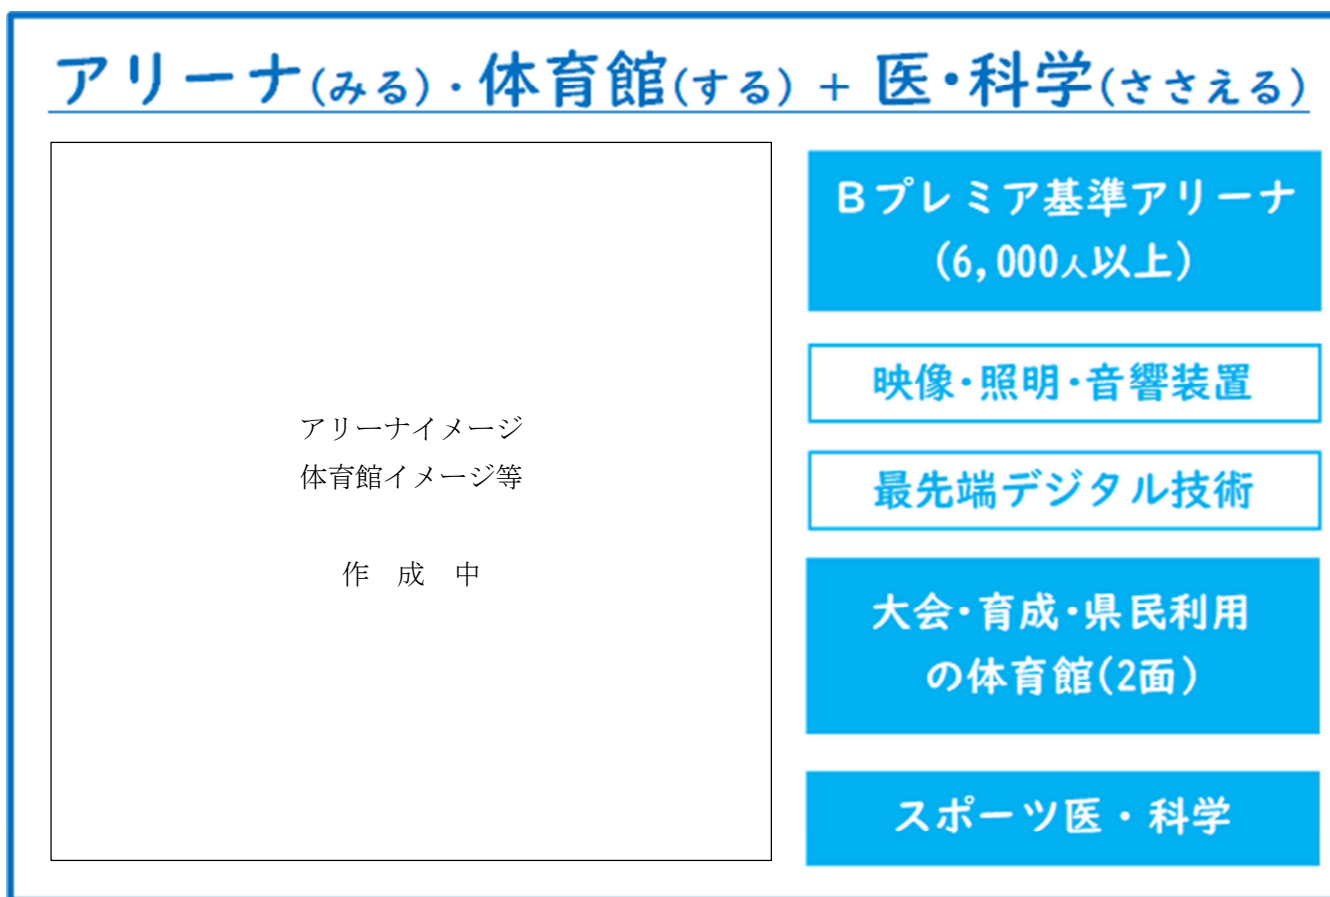 アリーナ(みる)・体育館(する) + 医・科学(ささえる)
アリーナイメージ
体育館イメージ等
作 成 中
Bプレミア基準アリーナ
(6,000人以上)
映像・照明・音響装置
最先端デジタル技術
大会・育成・県民利用
の体育館(2面)
スポーツ医・科学